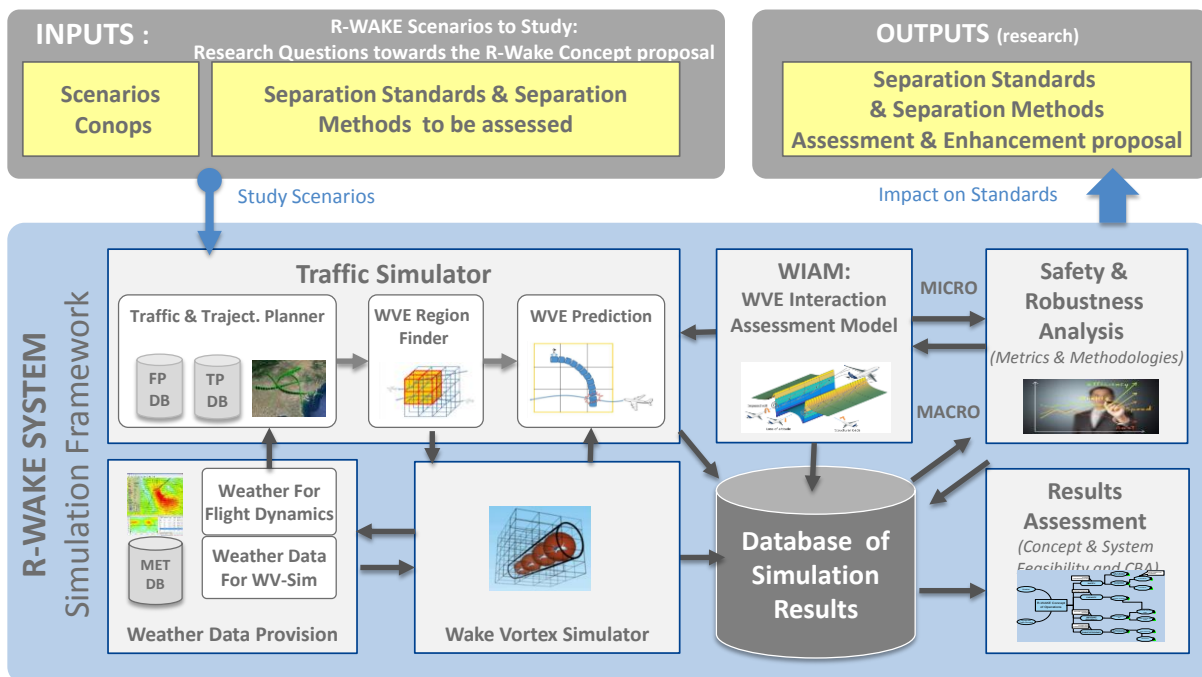 INPUTS :
R-WAKE Scenarios to Study:
Research Questions towards the R-Wake Concept proposal
Scenarios
Conops
Separation Standards & Separation
Methods to be assessed
OUTPUTS (research)
Separation Standards
& Separation Methods
Assessment & Enhancement proposal
Study Scenarios
Impact on Standards
R-WAKE SYSTEM
Simulation Framework
Traffic Simulator
Traffic & Traject. Planner
FP
DB
TP
DB
WVE Region
Finder
WVE Prediction
WIAM:
WVE Interaction
Assessment Model
MICRO
MACRO
Safety &
Robustness
Analysis
(Metrics & Methodologies)
Weather For
Flight Dynamics
Weather Data
For WV-Sim
MET
DB
Weather Data Provision
Wake Vortex Simulator
Database of
Simulation
Results
Results
Assessment
(Concept & System
Feasibility and CBA)